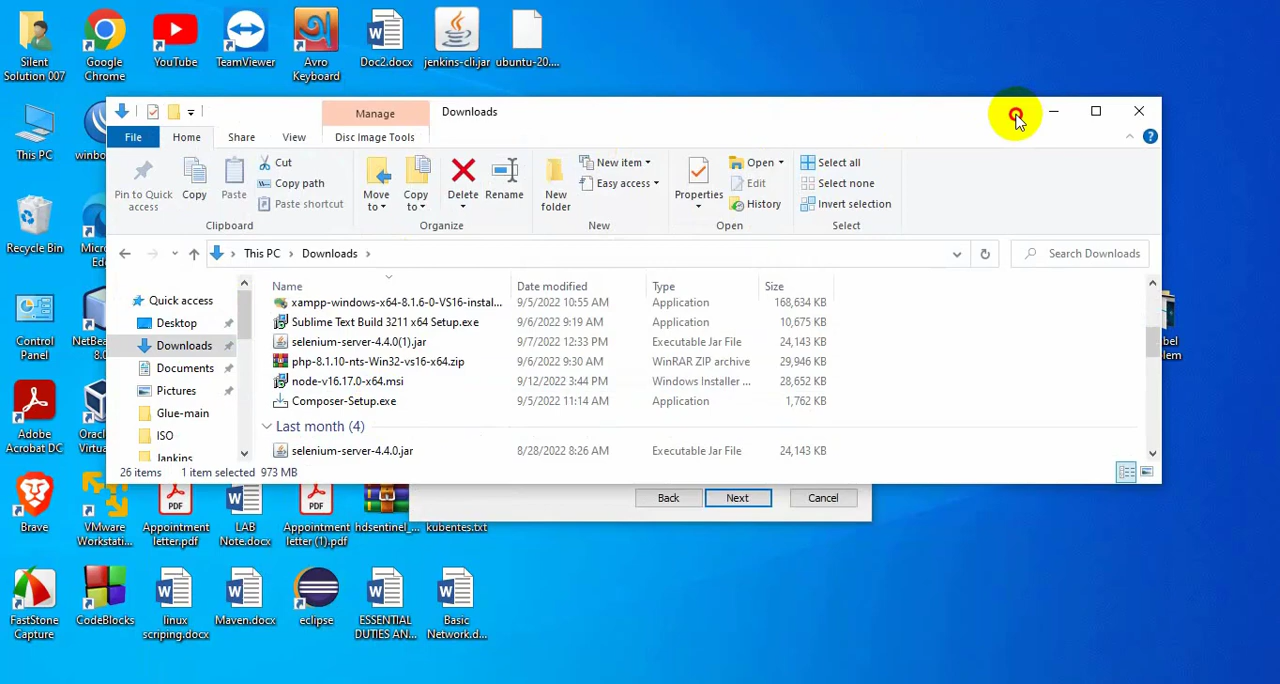 Silent
Solution 007
Google
Chrome
YouTube
TeamViewer
Avro
Keyboard
Doc2.docx
jenkins-cli.jar
ubuntu-20....
This PC
winbo
Recycle Bin
Micro
Ed
Control
Panel
NetBea
8.0
Adobe
Acrobat DC
Oracl
Virtua
Manage
Downloads
File
Home
Share
View
Disc Image Tools
Pin to Quick
access
Copy
Paste
Cut
Copy path
Paste shortcut
Clipboard
Move
to
Copy
to
Delete
Rename
Organize
New
folder
New item
Easy access
New
Properties
Open
Edit
History
Open
Select all
Select none
Invert selection
Select
This PC
Downloads
Search Downloads
Quick access
Desktop
Downloads
Documents
Pictures
Glue-main
ISO
Jankins
Name
Date modified
Type
Size
xampp-windows-x64-8.1.6-0-VS16-instal... 9/5/2022 10:55 AM Application 168,634 KB
Sublime Text Build 3211 x64 Setup.exe 9/6/2022 9:19 AM Application 10,675 KB
selenium-server-4.4.0(1).jar 9/7/2022 12:33 PM Executable Jar File 24,143 KB
php-8.1.10-nts-Win32-vs16-x64.zip 9/6/2022 9:30 AM WinRAR ZIP archive 29,946 KB
node-v16.17.0-x64.msi 9/12/2022 3:44 PM Windows Installer ... 28,652 KB
Composer-Setup.exe 9/5/2022 11:14 AM Application 1,762 KB
Last month (4)
selenium-server-4.4.0.jar 8/28/2022 8:26 AM Executable Jar File 24,143 KB
26 items 1 item selected 973 MB
bel
em
Back
Next
Cancel
Brave
VMware
Workstati...
PDF
Appointment
letter.pdf
LAB
Note.docx
PDF
Appointment
letter (1).pdf
hdsentinel_...
kubentes.txt
FastStone
Capture
CodeBlocks
linux
scriping.docx
Maven.docx
eclipse
ESSENTIAL
DUTIES AN...
Basic
Network.d...